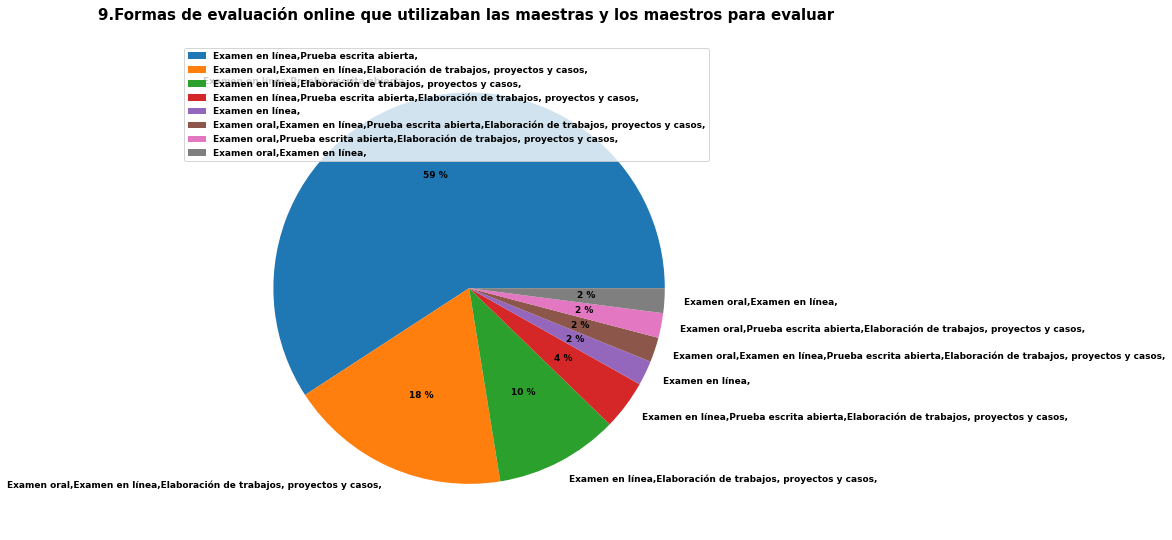 9.Formas de evaluación online que utilizaban las maestras y los maestros para evaluar
Examen en línea,Prueba escrita abierta,
Examen oral,Examen en línea,Elaboración de trabajos, proyectos y casos,
Examen en línea,Prueba escrita abierta,
Examen en línea,Elaboración de trabajos, proyectos y casos,
Examen en línea,Prueba escrita abierta,Elaboración de trabajos, proyectos y casos,
Examen en línea,
Examen oral,Examen en línea,Prueba escrita abierta,Elaboración de trabajos, proyectos y casos,
Examen oral,Prueba escrita abierta,Elaboración de trabajos, proyectos y casos,
Examen oral,Examen en línea,
59 %
2 %
Examen oral,Examen en línea,
2 %
Examen oral,Prueba escrita abierta,Elaboración de trabajos, proyectos y casos,
2 %
Examen oral,Examen en línea,Prueba escrita abierta,Elaboración de trabajos, proyectos y casos,
2 %
Examen en línea,
4 %
Examen en línea,Prueba escrita abierta,Elaboración de trabajos, proyectos y casos,
18 %
10 %
Examen en línea,Elaboración de trabajos, proyectos y casos,
Examen oral,Examen en línea,Elaboración de trabajos, proyectos y casos,